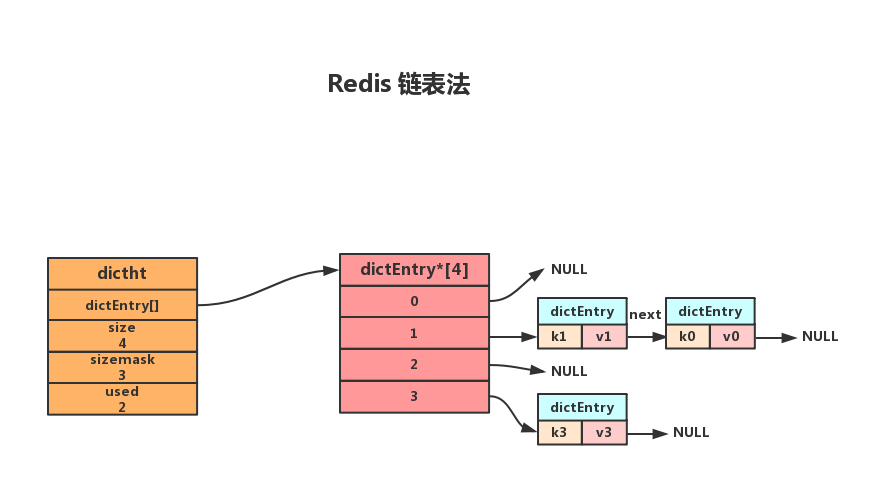 Redis 链表法
dictht
dictEntry[]
size
4
sizemask
3
used
2
dictEntry*[4]
0
1
2
3
NULL
dictEntry
k1 v1
next
dictEntry
k0 v0
NULL
NULL
dictEntry
k3 v3
NULL